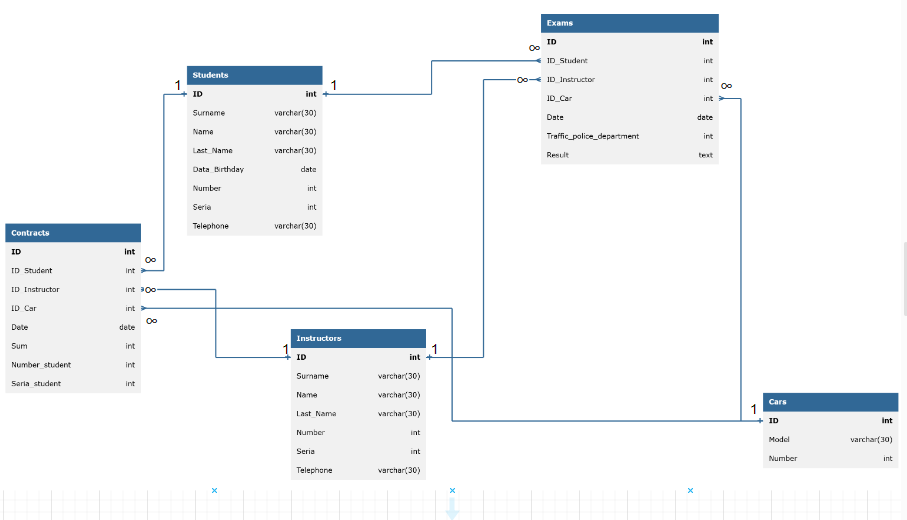 Exams
ID int
ID_Student int
ID_Instructor int
ID_Car int
Date date
Traffic_police_department int
Result text
Students
ID int
Surname varchar(30)
Name varchar(30)
Last_Name varchar(30)
Data_Birthday date
Number int
Seria int
Telephone varchar(30)
Contracts
ID int
ID_Student int
ID_Instructor int
ID_Car int
Date date
Sum int
Number_student int
Seria_student int
Instructors
ID int
Surname varchar(30)
Name varchar(30)
Last_Name varchar(30)
Number int
Seria int
Telephone varchar(30)
Cars
ID int
Model varchar(30)
Number int
1
1
1
1
1
∞
∞
∞
∞
∞
∞